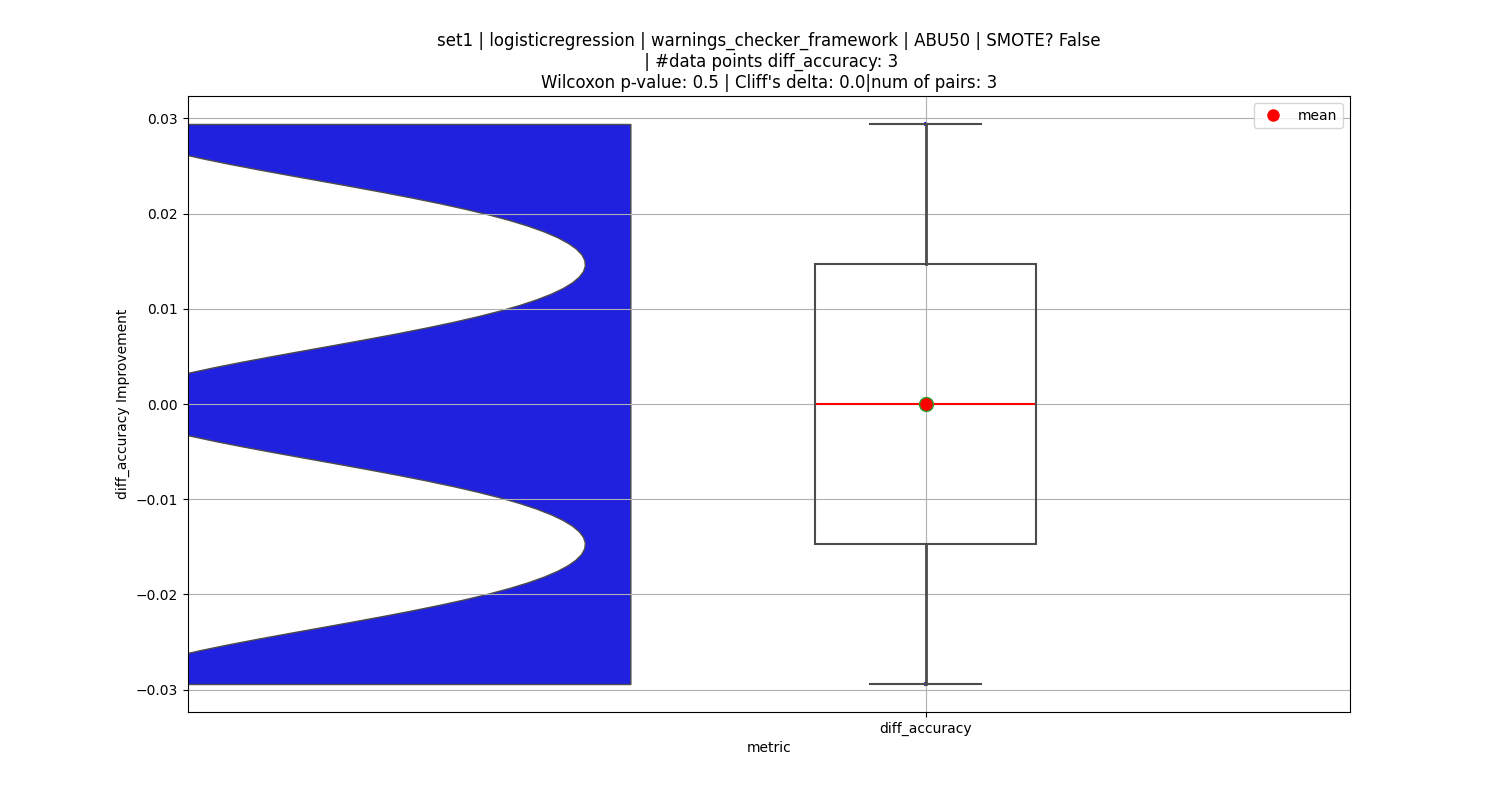 set1 | logisticregression | warnings_checker_framework | ABU50 | SMOTE? False
| #data points diff_accuracy: 3
Wilcoxon p-value: 0.5 | Cliff's delta: 0.0|num of pairs: 3
mean
0.03
0.02
0.01
0.00
−0.01
−0.02
−0.03
diff_accuracy Improvement
diff_accuracy
metric